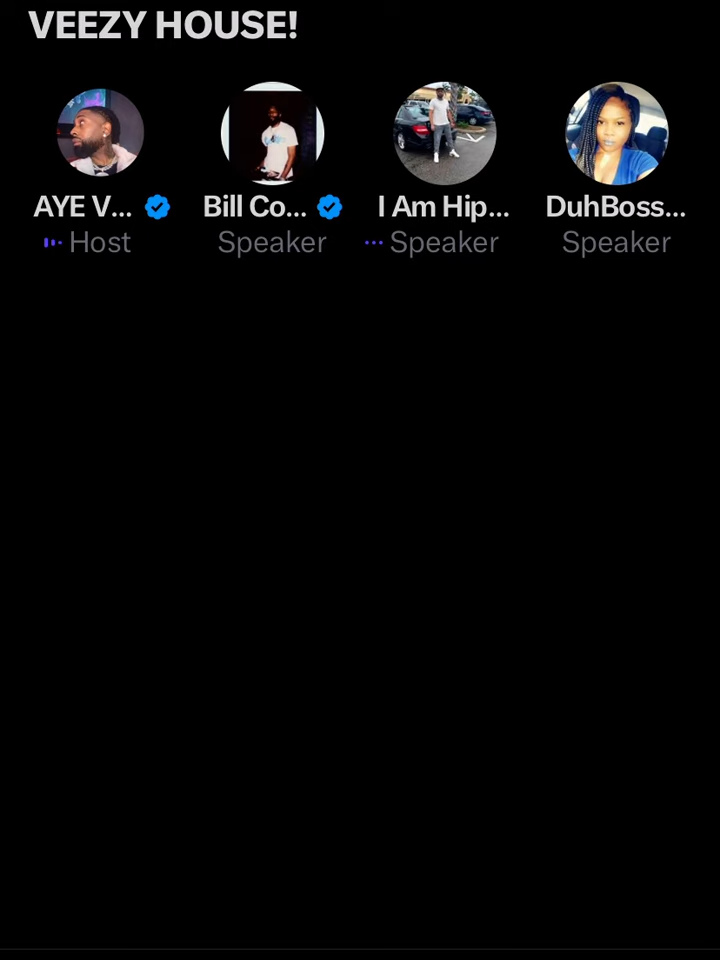 VEEZY HOUSE!
AYE V... Bill Co... I Am Hip... DuhBoss...
Host Speaker Speaker Speaker